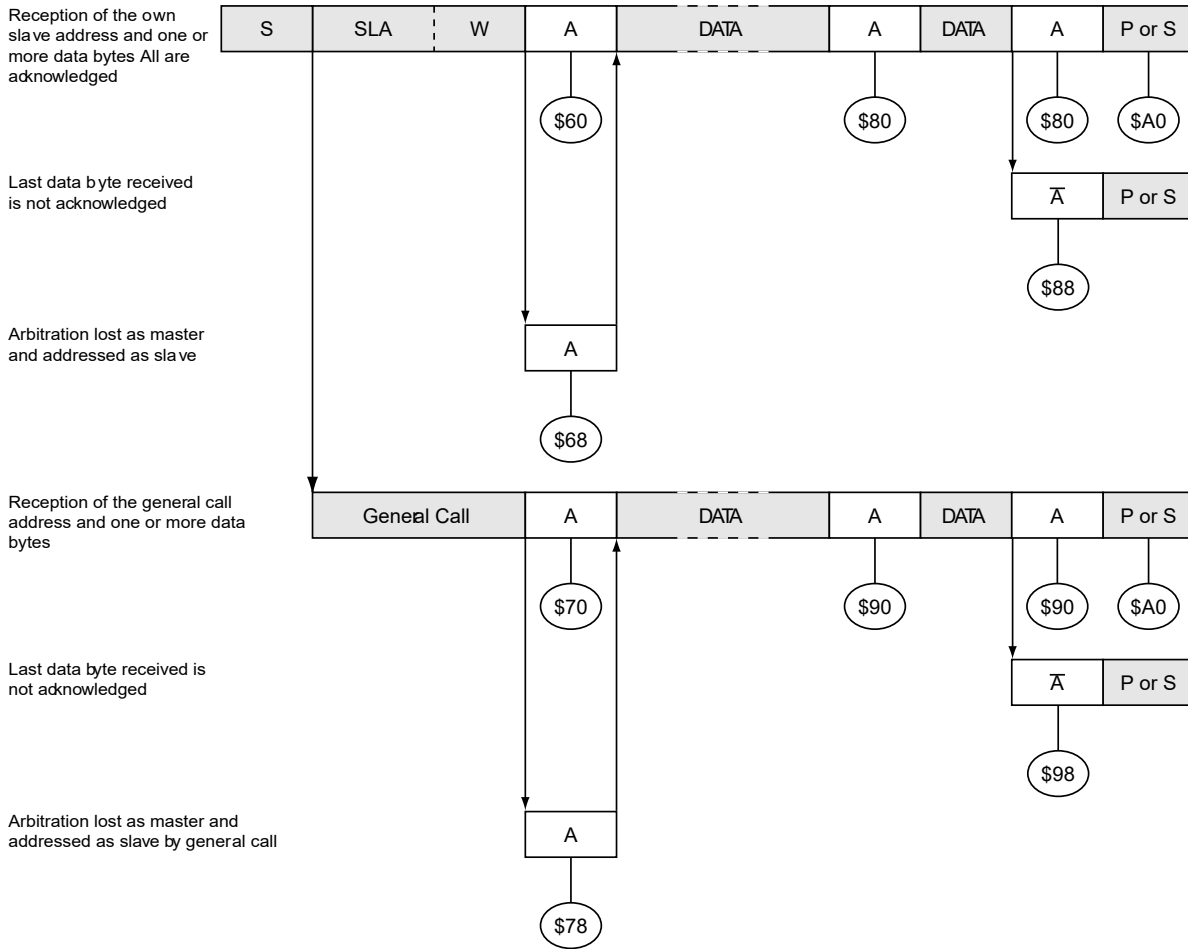 Reception of the own
slave address and one or
more data bytes All are
acknowledged
S SLA W A DATA A DATA A P or S
$60 $80 $80 $A0
Last data byte received
is not acknowledged
A̅ P or S
$88
Arbitration lost as master
and addressed as slave
A
$68
Reception of the general call
address and one or more data
bytes
General Call A DATA A DATA A P or S
$70 $90 $90 $A0
Last data byte received is
not acknowledged
A̅ P or S
$98
Arbitration lost as master and
addressed as slave by general call
A
$78